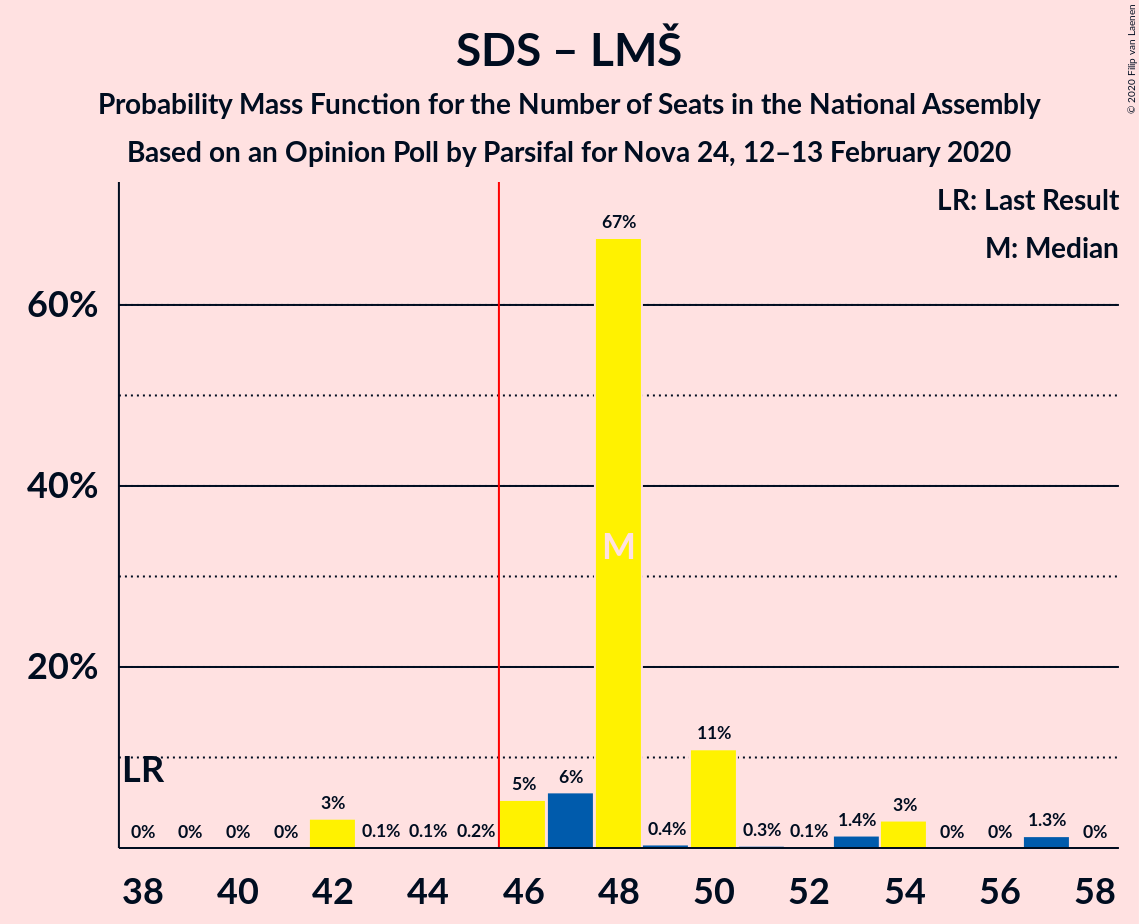 SDS – LMŠ
Probability Mass Function for the Number of Seats in the National Assembly
Based on an Opinion Poll by Parsifal for Nova 24, 12–13 February 2020
© 2020 Filip van Laenen
LR: Last Result
M: Median
60%
40%
20%
LR
M
0% 0% 0% 0% 3% 0.1% 0.1% 0.2% 5% 6% 67% 0.4% 11% 0.3% 0.1% 1.4% 3% 0% 0% 1.3% 0%
38 40 42 44 46 48 50 52 54 56 58